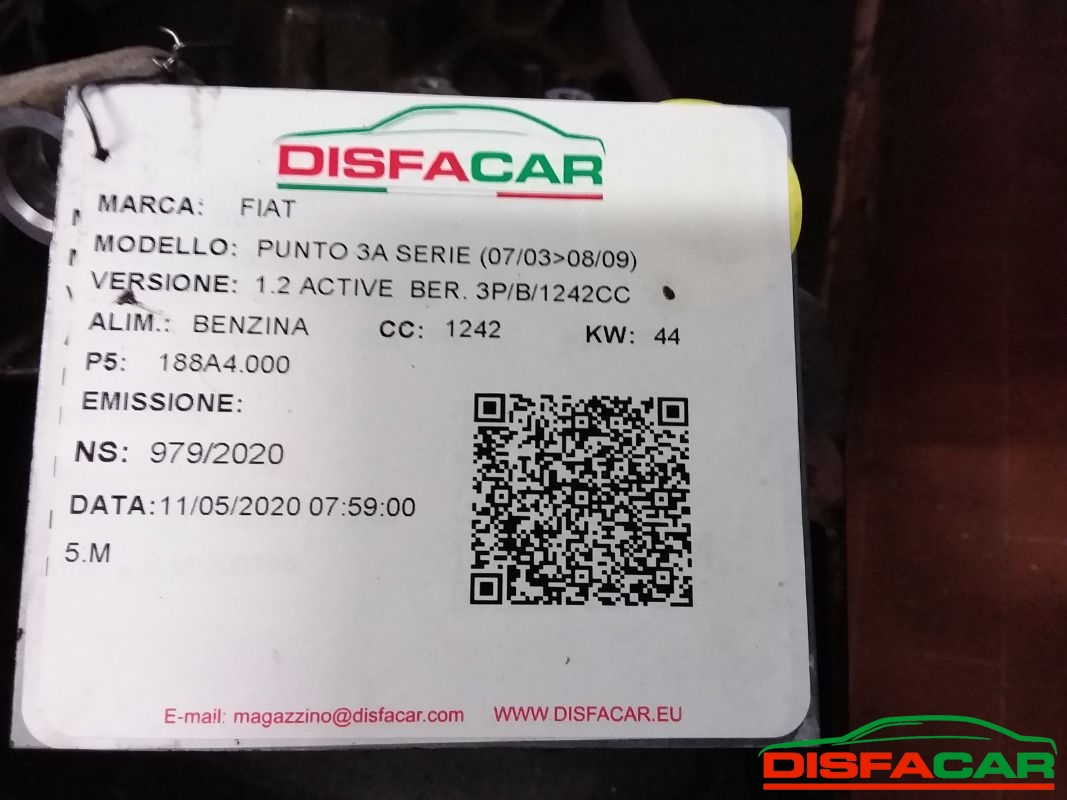 DISFACAR
MARCA: FIAT
MODELLO: PUNTO 3A SERIE (07/03>08/09)
VERSIONE: 1.2 ACTIVE BER. 3P/B/1242CC
ALIM.: BENZINA CC: 1242 KW: 44
P5: 188A4.000
EMISSIONE:
NS: 979/2020
DATA:11/05/2020 07:59:00
5.M
E-mail: magazzino@disfacar.com WWW.DISFACAR.EU
DISFACAR